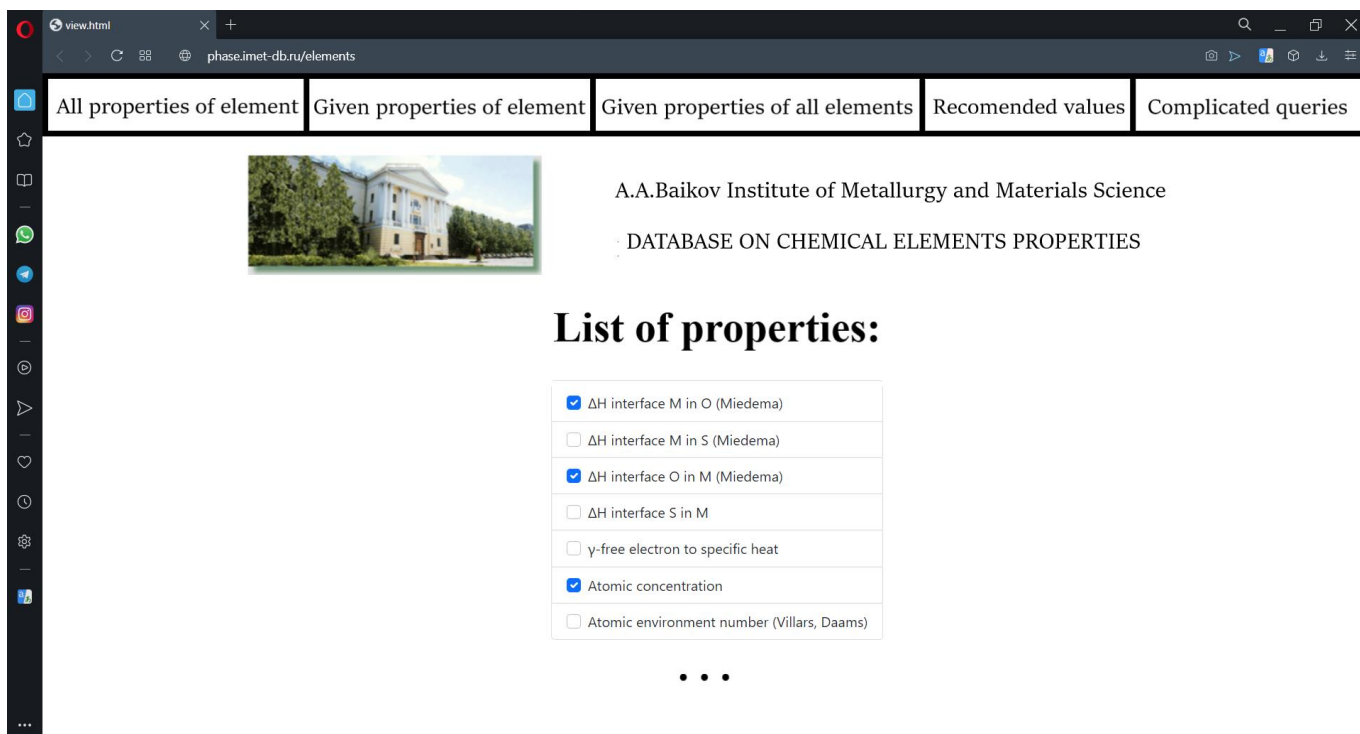 view.html
phase.imet-db.ru/elements
All properties of element
Given properties of element
Given properties of all elements
Recomended values
Complicated queries
A.A.Baikov Institute of Metallurgy and Materials Science
DATABASE ON CHEMICAL ELEMENTS PROPERTIES
List of properties:
ΔH interface M in O (Miedema)
ΔH interface M in S (Miedema)
ΔH interface O in M (Miedema)
ΔH interface S in M
γ-free electron to specific heat
Atomic concentration
Atomic environment number (Villars, Daams)
• • •